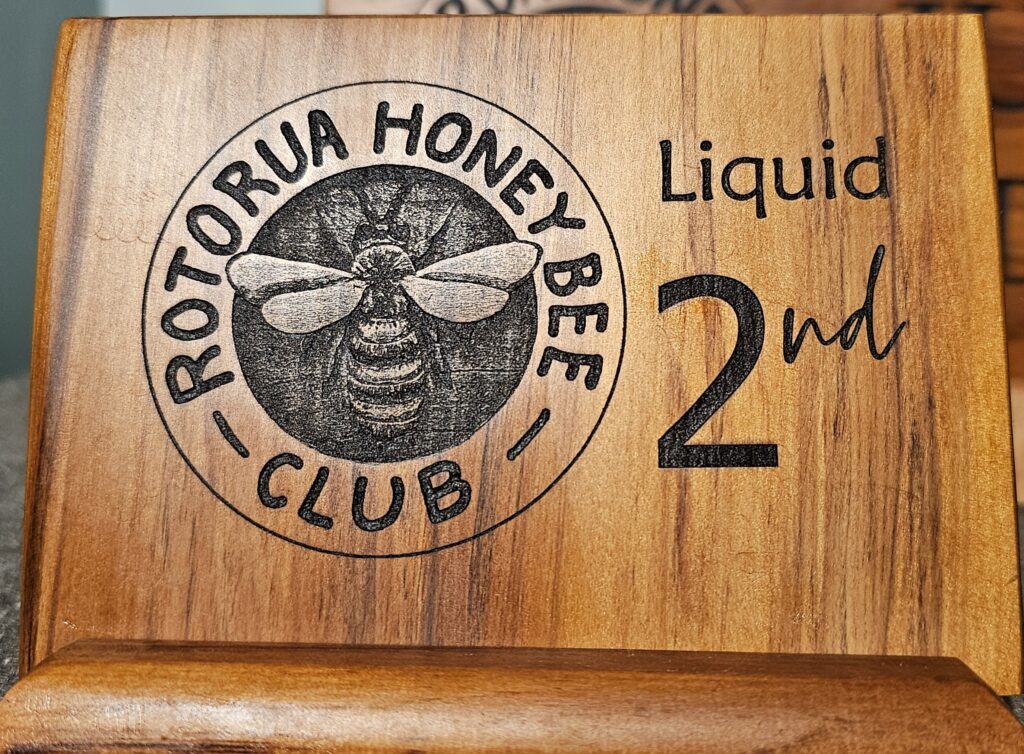 ROTORUA HONEY BEE
CLUB
Liquid
2nd